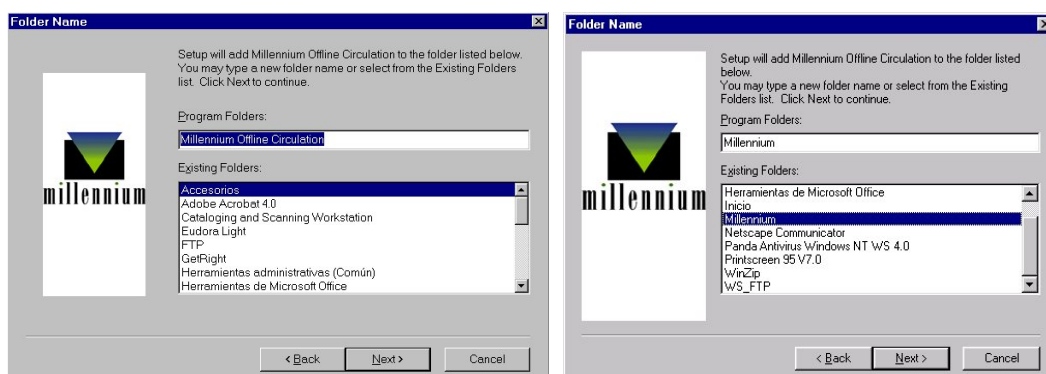 Folder Name
Setup will add Millennium Offline Circulation to the folder listed below.
You may type a new folder name or select from the Existing Folders
list. Click Next to continue.
Program Folders:
Millennium Offline Circulation
Existing Folders:
Accesorios
Adobe Acrobat 4.0
Cataloging and Scanning Workstation
Eudora Light
FTP
GetRight
Herramientas administrativas (Común)
Herramientas de Microsoft Office
millennium
< Back
Next >
Cancel
Folder Name
Setup will add Millennium Offline Circulation to the folder listed
below.
You may type a new folder name or select from the Existing
Folders list. Click Next to continue.
Program Folders:
Millennium
Existing Folders:
Herramientas de Microsoft Office
Inicio
Millennium
Netscape Communicator
Panda Antivirus Windows NT WS 4.0
Printscreen 95 V7.0
WinZip
WS_FTP
millennium
< Back
Next >
Cancel